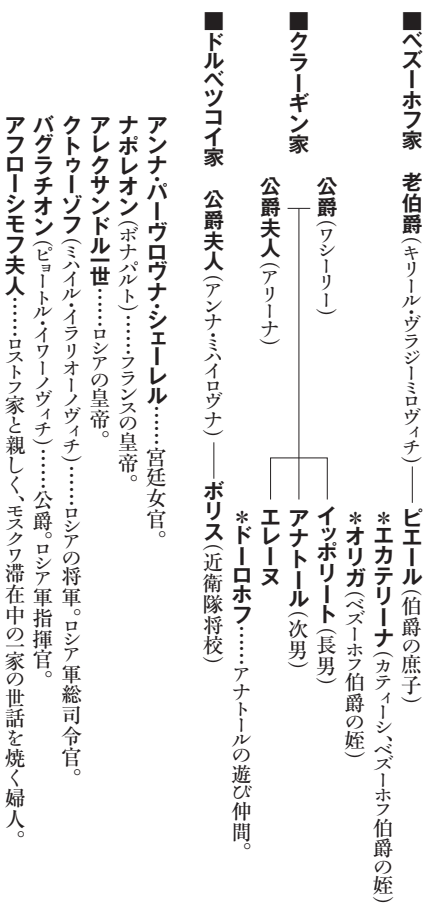 ■ベズーホフ家　老伯爵(キリール・ヴラジーミロヴィチ)――ピエール(伯爵の庶子)
＊エカテリーナ(カティーシ、ベズーホフ伯爵の姪)
＊オリガ(ベズーホフ伯爵の姪)
■クラーギン家　公爵(ワシーリー)
公爵夫人(アリーナ)
イッポリート(長男)
アナトール(次男)
エレーヌ
＊ドーロホフ……アナトールの遊び仲間。
■ドルベツコイ家　公爵夫人(アンナ・ミハイロヴナ)――ボリス(近衛隊将校)
アンナ・パーヴロヴナ・シェーレル……宮廷女官。
ナポレオン(ボナパルト)……フランスの皇帝。
アレクサンドル一世……ロシアの皇帝。
クトゥーゾフ(ミハイル・イラリオーノヴィチ)……ロシアの将軍。ロシア軍総司令官。
バグラチオン(ピョートル・イワーノヴィチ)……公爵。ロシア軍指揮官。
アフローシモフ夫人……ロストフ家と親しく、モスクワ滞在中の一家の世話を焼く婦人。